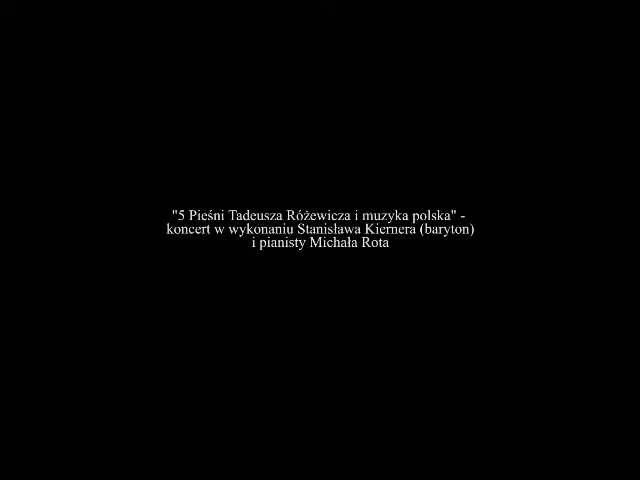 "5 Pieśni Tadeusza Różewicza i muzyka polska" -
koncert w wykonaniu Stanisława Kiernera (baryton)
i pianisty Michała Rota